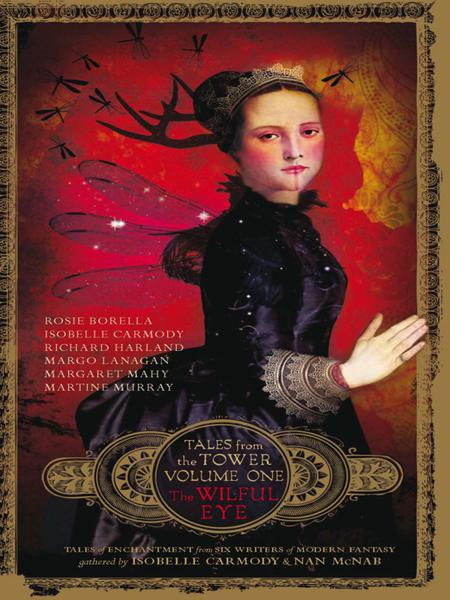 ROSIE BORELLA
ISOBELLE CARMODY
RICHARD HARLAND
MARGO LANAGAN
MARGARET MAHY
MARTINE MURRAY
TALES from
the TOWER
VOLUME ONE
The WILFUL
EYE
TALES of ENCHANTMENT from SIX WRITERS of MODERN FANTASY
gathered by ISOBELLE CARMODY & NAN McNAB